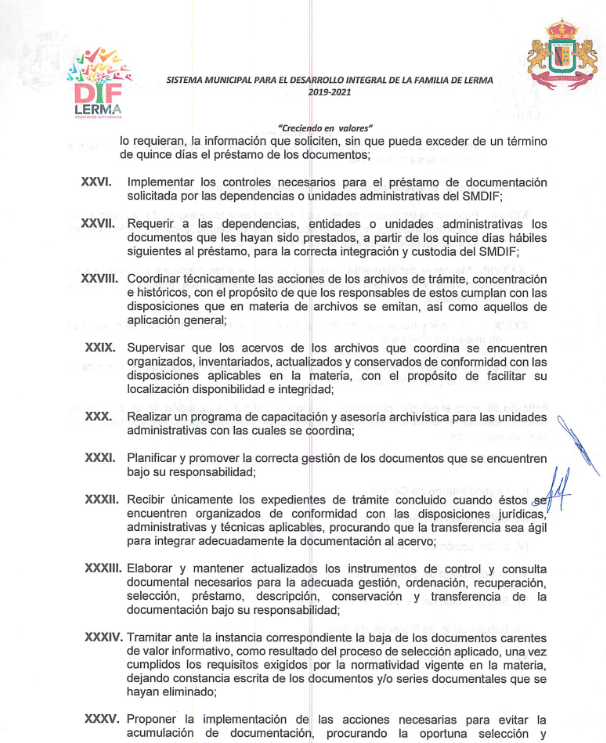 DIF
LERMA
SISTEMA MUNICIPAL PARA EL DESARROLLO INTEGRAL DE LA FAMILIA DE LERMA
2019-2021
"Creciendo en valores"
lo requieran, la información que soliciten, sin que pueda exceder de un término
de quince días el préstamo de los documentos;
XXVI. Implementar los controles necesarios para el préstamo de documentación
solicitada por las dependencias o unidades administrativas del SMDIF;
XXVII. Requerir a las dependencias, entidades o unidades administrativas los
documentos que les hayan sido prestados, a partir de los quince días hábiles
siguientes al préstamo, para la correcta integración y custodia del SMDIF;
XXVIII. Coordinar técnicamente las acciones de los archivos de trámite, concentración
e históricos, con el propósito de que los responsables de estos cumplan con las
disposiciones que en materia de archivos se emitan, así como aquellos de
aplicación general;
XXIX. Supervisar que los acervos de los archivos que coordina se encuentren
organizados, inventariados, actualizados y conservados de conformidad con las
disposiciones aplicables en la materia, con el propósito de facilitar su
localización disponibilidad e integridad;
XXX. Realizar un programa de capacitación y asesoría archivística para las unidades
administrativas con las cuales se coordina;
XXXI. Planificar y promover la correcta gestión de los documentos que se encuentren
bajo su responsabilidad;
XXXII. Recibir únicamente los expedientes de trámite concluido cuando éstos se
encuentren organizados de conformidad con las disposiciones jurídicas,
administrativas y técnicas aplicables, procurando que la transferencia sea ágil
para integrar adecuadamente la documentación al acervo;
XXXIII. Elaborar y mantener actualizados los instrumentos de control y consulta
documental necesarios para la adecuada gestión, ordenación, recuperación,
selección, préstamo, descripción, conservación y transferencia de la
documentación bajo su responsabilidad;
XXXIV. Tramitar ante la instancia correspondiente la baja de los documentos carentes
de valor informativo, como resultado del proceso de selección aplicado, una vez
cumplidos los requisitos exigidos por la normatividad vigente en la materia,
dejando constancia escrita de los documentos y/o series documentales que se
hayan eliminado;
XXXV. Proponer la implementación de las acciones necesarias para evitar la
acumulación de documentación, procurando la oportuna selección y